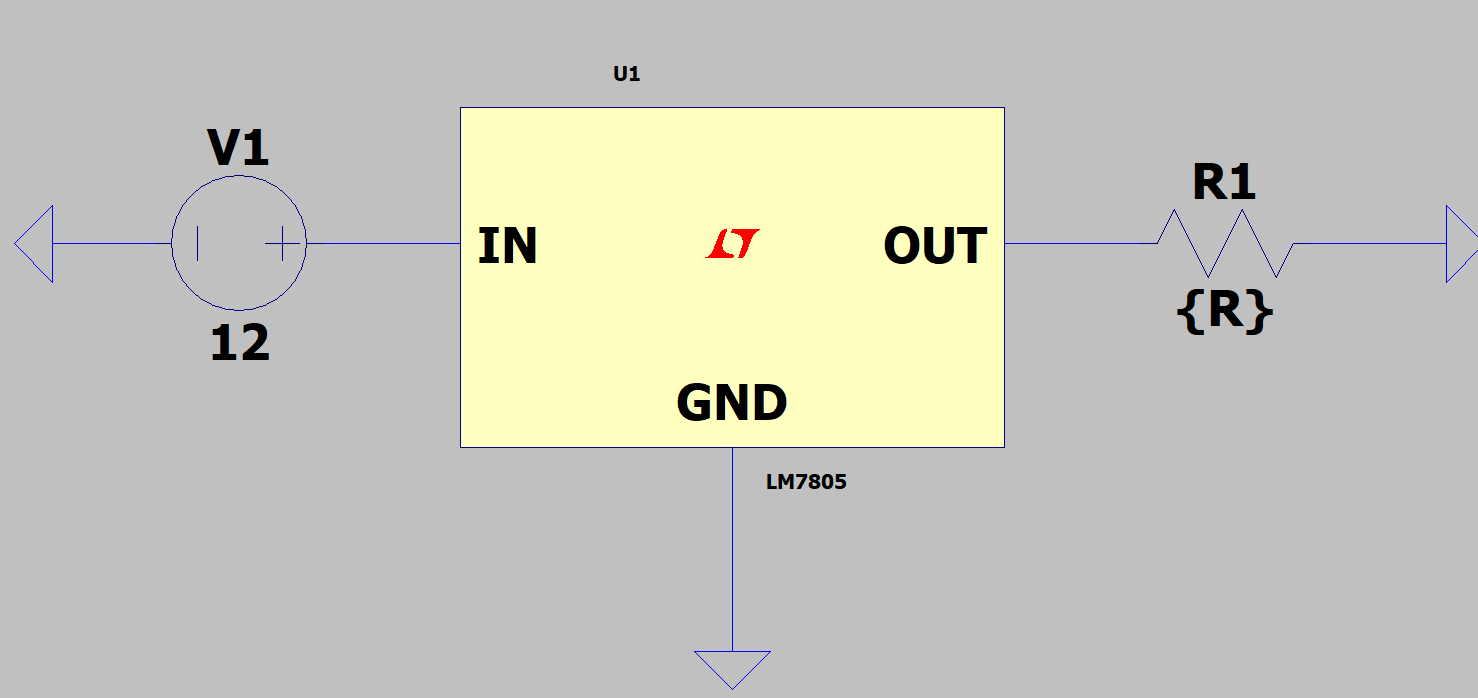 U1
V1
12
IN
OUT
GND
LM7805
R1
{R}